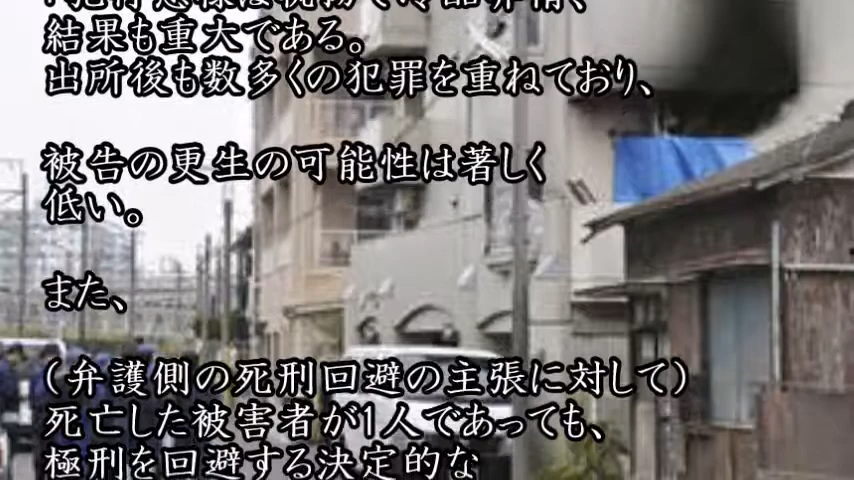 結果も重大である。
出所後も数多くの犯罪を重ねており、
被告の更生の可能性は著しく
低い。
また、
（弁護側の死刑回避の主張に対して）
死亡した被害者が1人であっても、
極刑を回避する決定的な